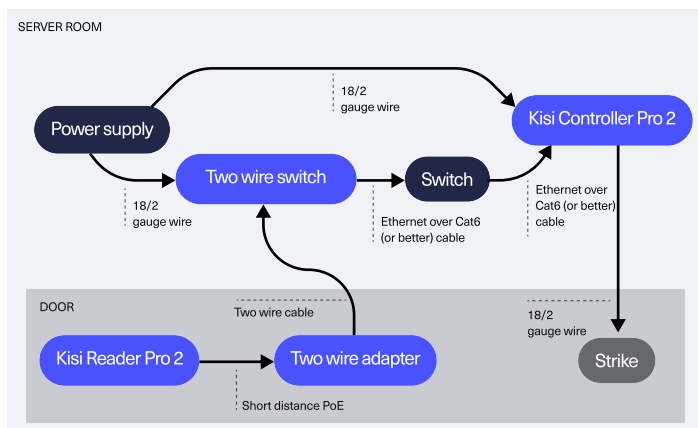 SERVER ROOM
18/2
gauge wire
Power supply
Kisi Controller Pro 2
Two wire switch
Switch
18/2
gauge wire
Ethernet over Cat6
(or better) cable
Ethernet over
Cat6 (or better)
cable
DOOR
Two wire cable
18/2
gauge wire
Kisi Reader Pro 2
Two wire adapter
Strike
Short distance PoE